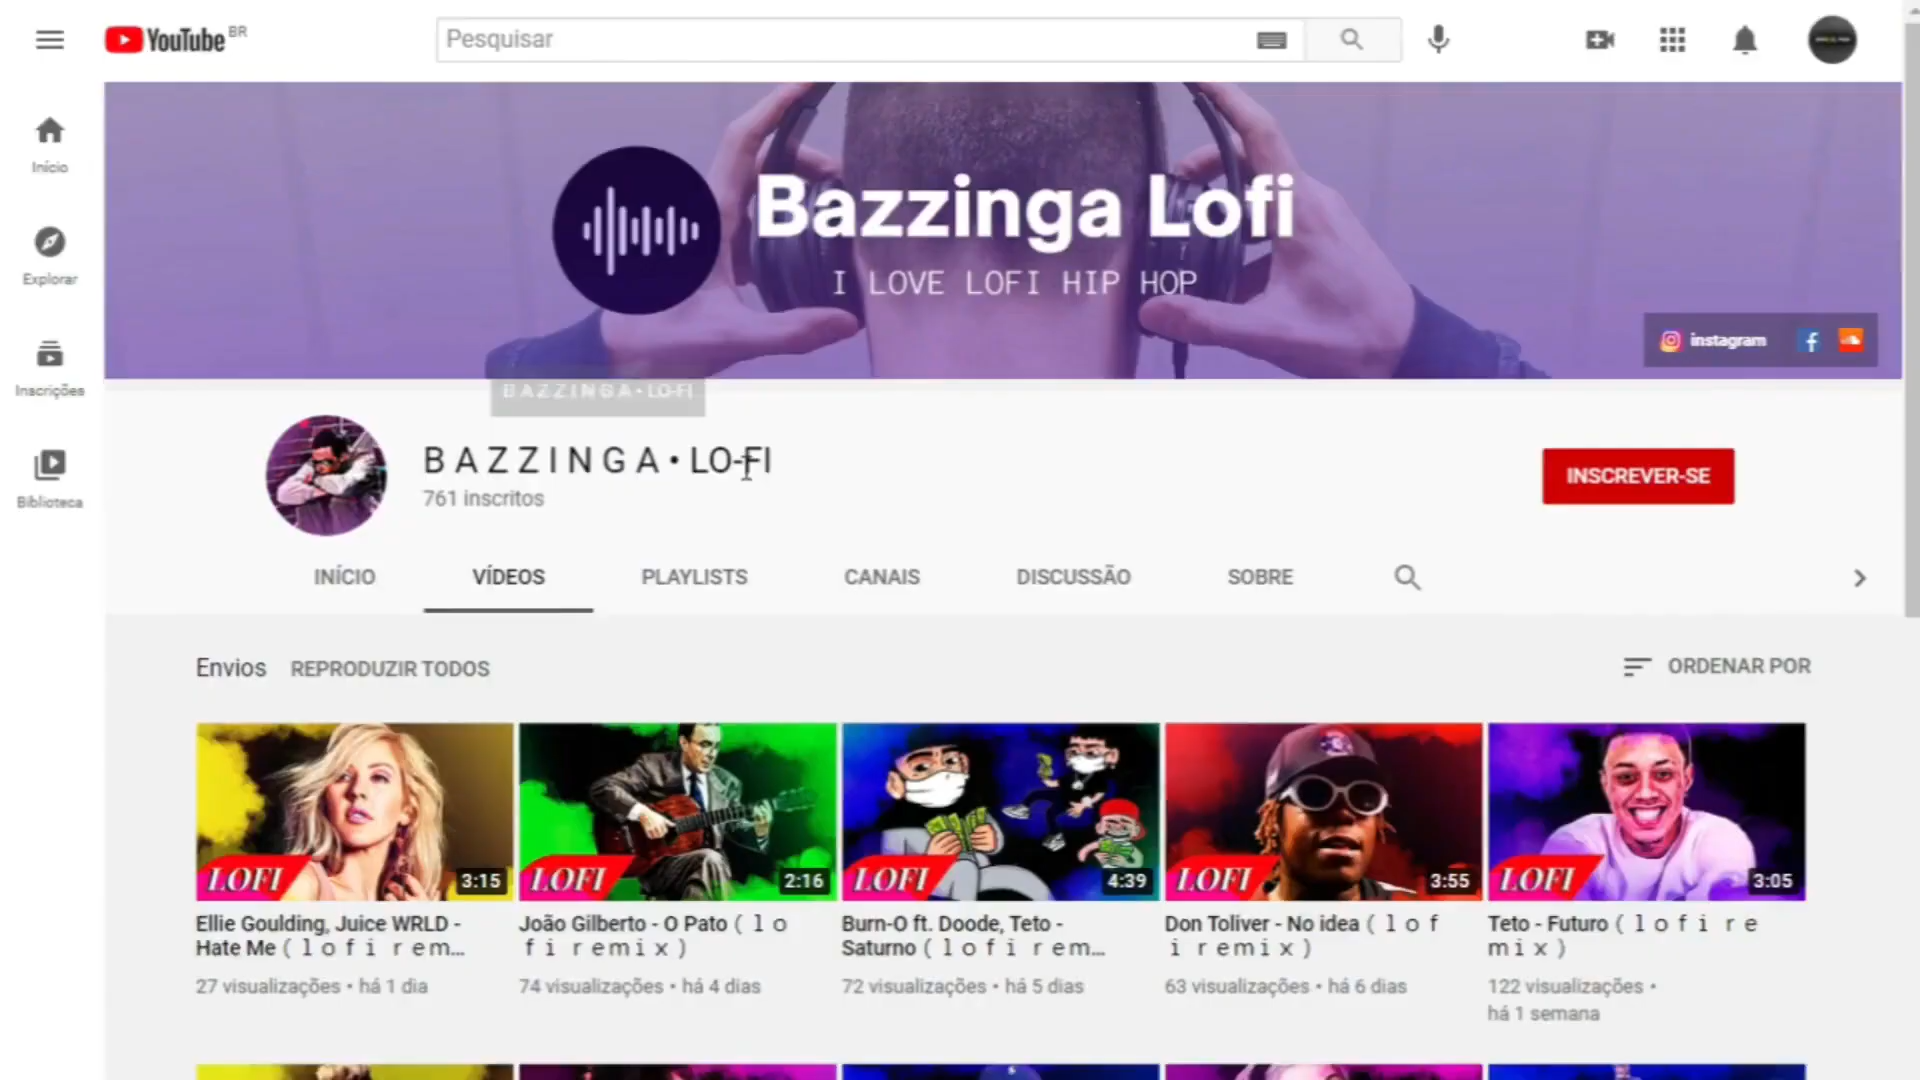 YouTube BR
Pesquisar
Início
Explorar
Inscrições
Biblioteca
Bazzinga Lofi
I LOVE LOFI HIP HOP
instagram
BAZZINGA•LO-FI
B A Z Z I N G A • LO-FI
761 inscritos
INSCREVER-SE
INÍCIO VÍDEOS PLAYLISTS CANAIS DISCUSSÃO SOBRE
Envios REPRODUZIR TODOS
ORDENAR POR
LOFI 3:15
LOFI 2:16
LOFI 4:39
LOFI 3:55
LOFI 3:05
Ellie Goulding, Juice WRLD -
Hate Me ( l o f i r e m...
27 visualizações • há 1 dia
João Gilberto - O Pato ( l o
f i r e m i x )
74 visualizações • há 4 dias
Burn-O ft. Doode, Teto -
Saturno ( l o f i r e m...
72 visualizações • há 5 dias
Don Toliver - No idea ( l o f
i r e m i x )
63 visualizações • há 6 dias
Teto - Futuro ( l o f i r e
m i x )
122 visualizações •
há 1 semana